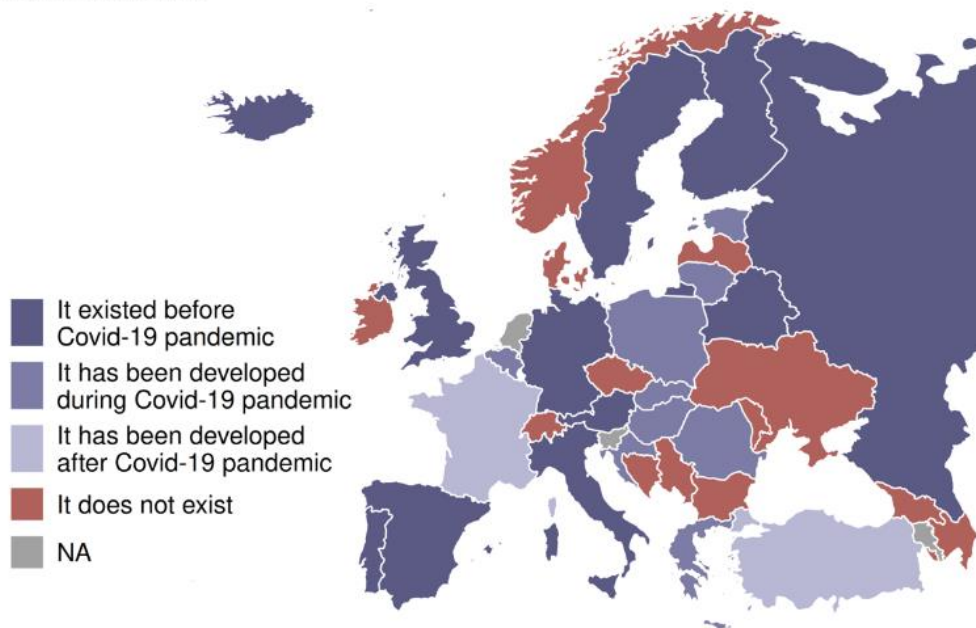 It existed before
Covid-19 pandemic
It has been developed
during Covid-19 pandemic
It has been developed
after Covid-19 pandemic
It does not exist
NA